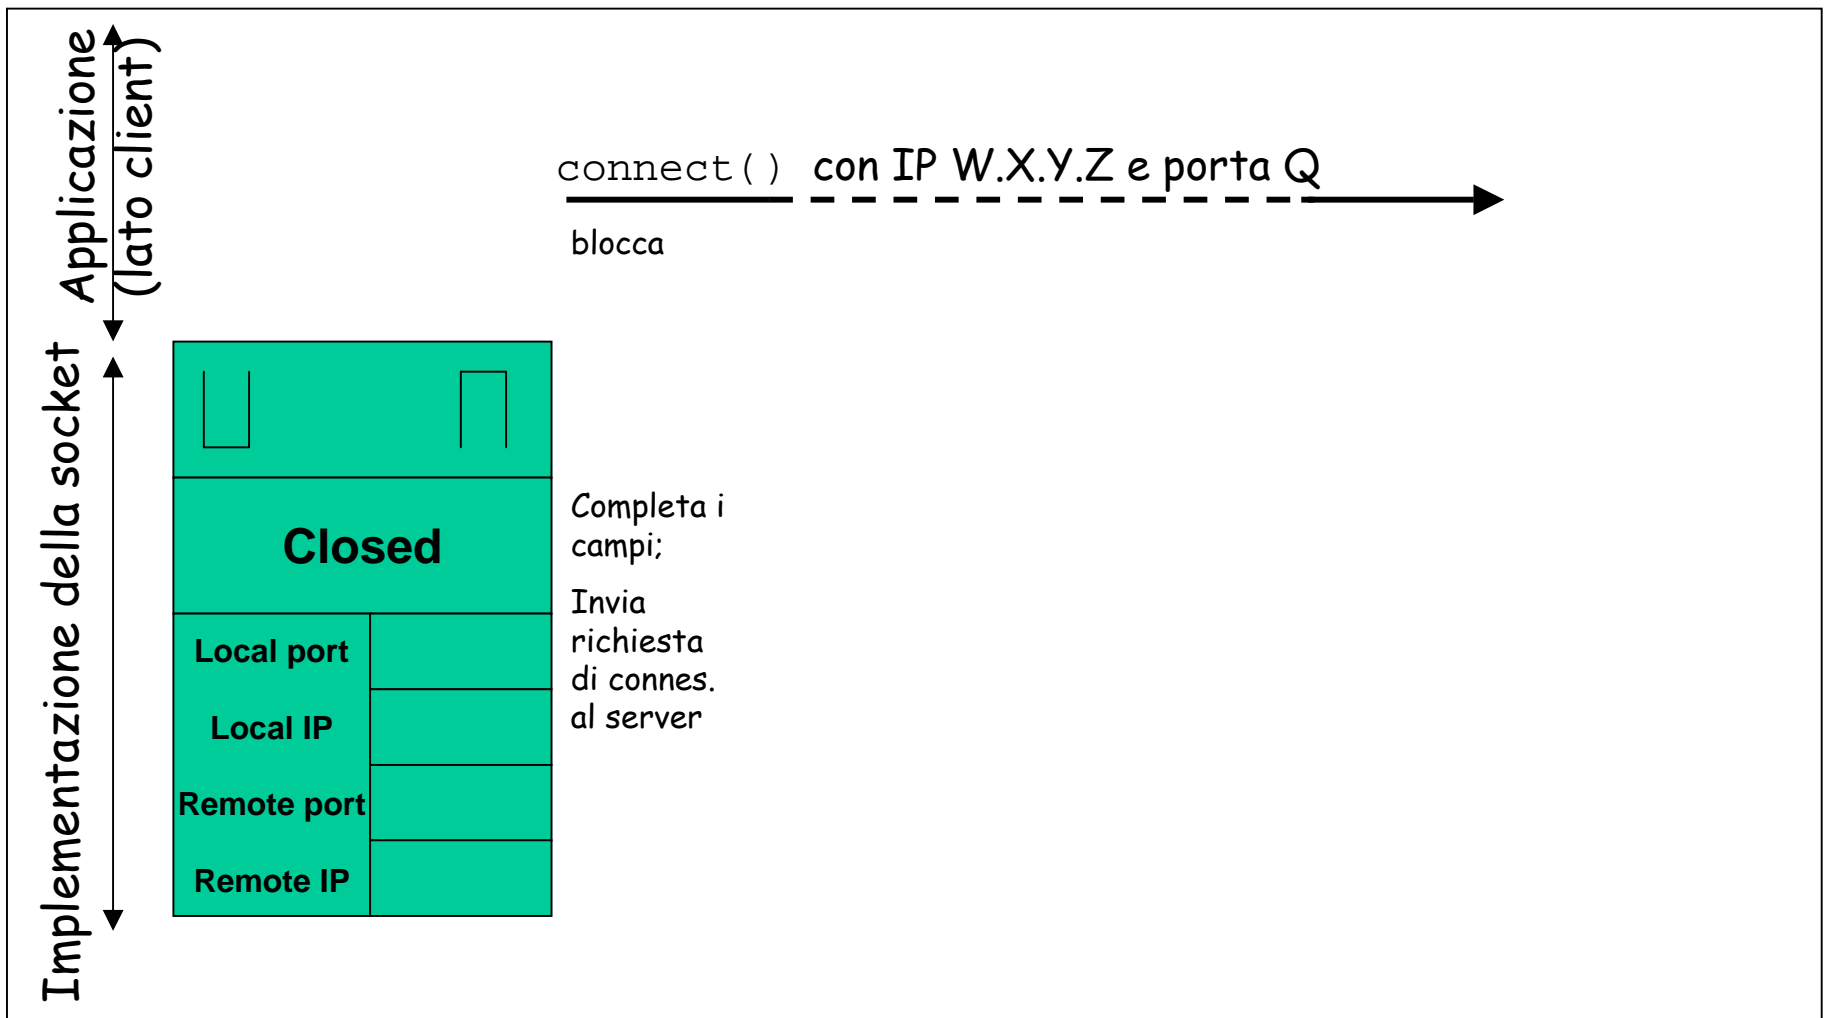 Applicazione
(lato client)
connect() con IP W.X.Y.Z e porta Q
blocca
Implementazione della socket
Closed
Completa i
campi;
Invia
richiesta
di connes.
al server
Local port
Local IP
Remote port
Remote IP